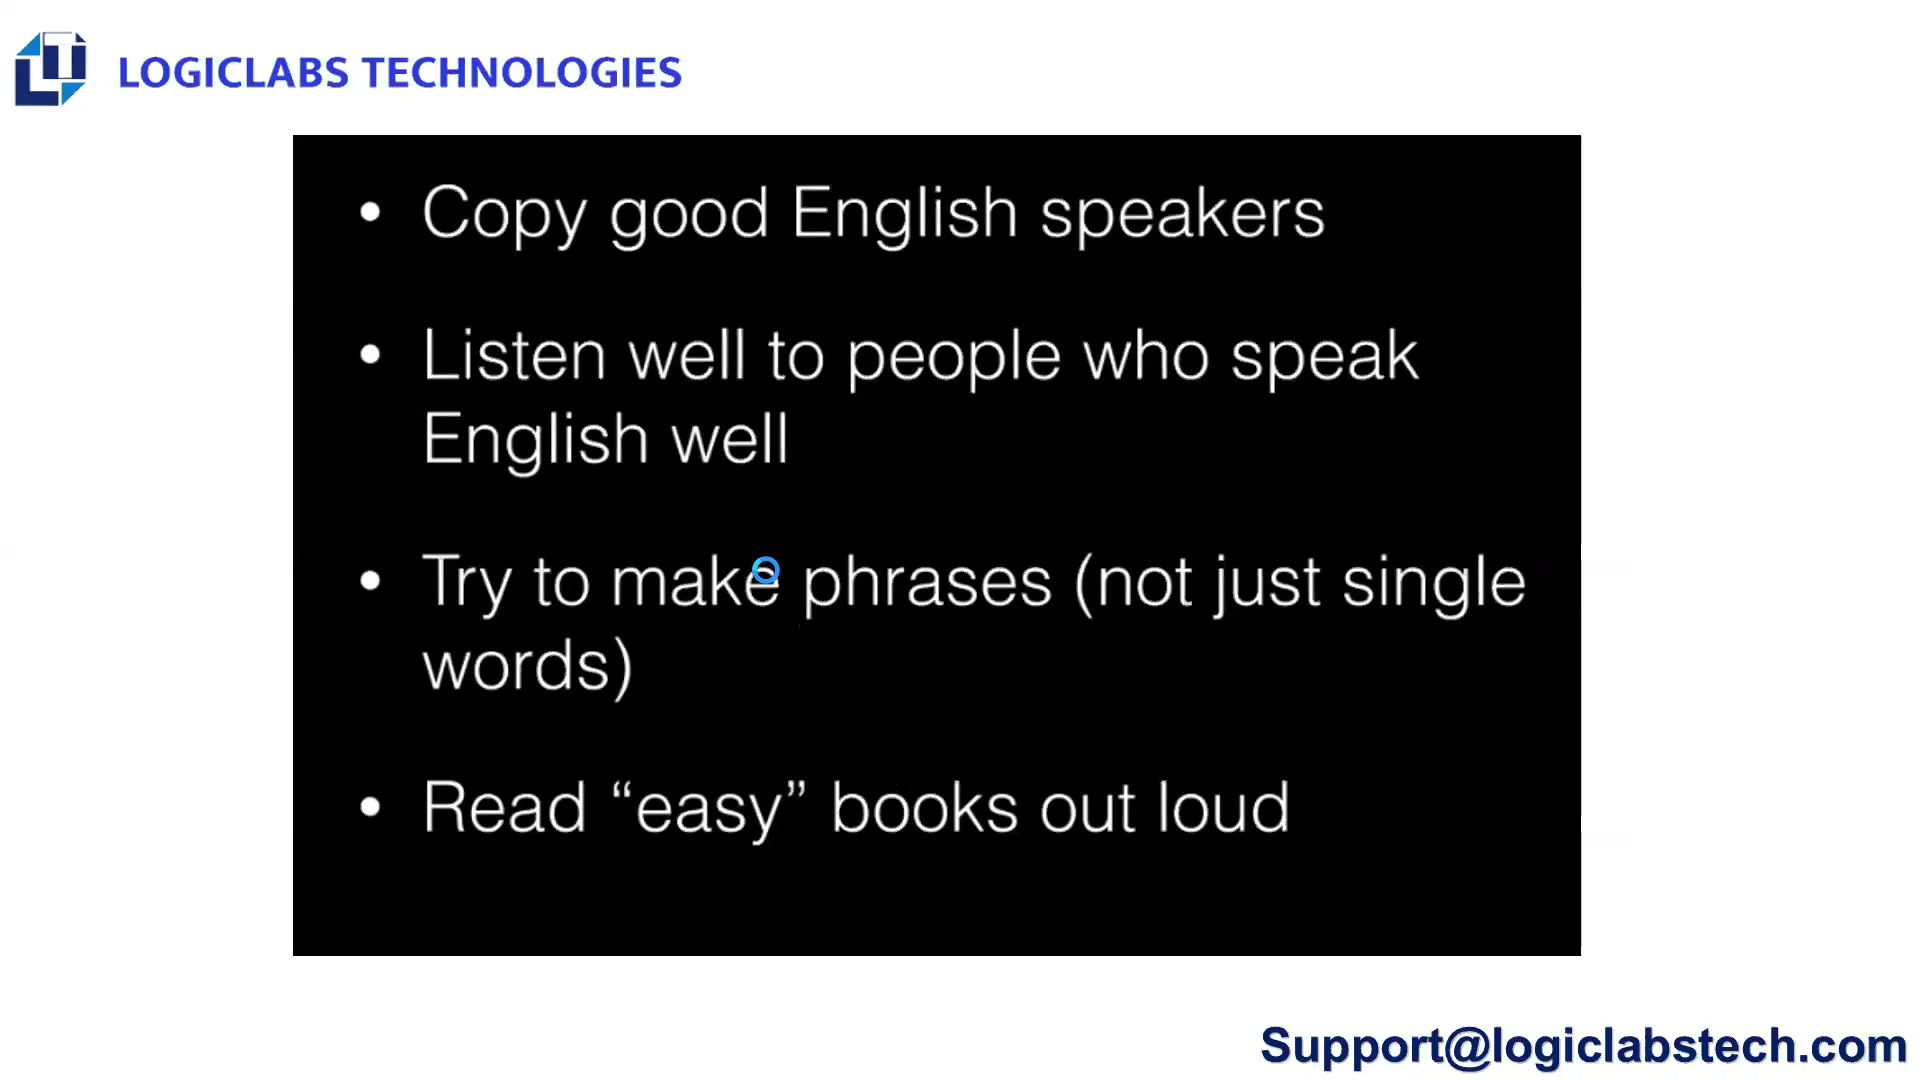 LOGICLABS TECHNOLOGIES
• Copy good English speakers
• Listen well to people who speak
English well
• Try to make phrases (not just single
words)
• Read “easy” books out loud
Support@logiclabstech.com